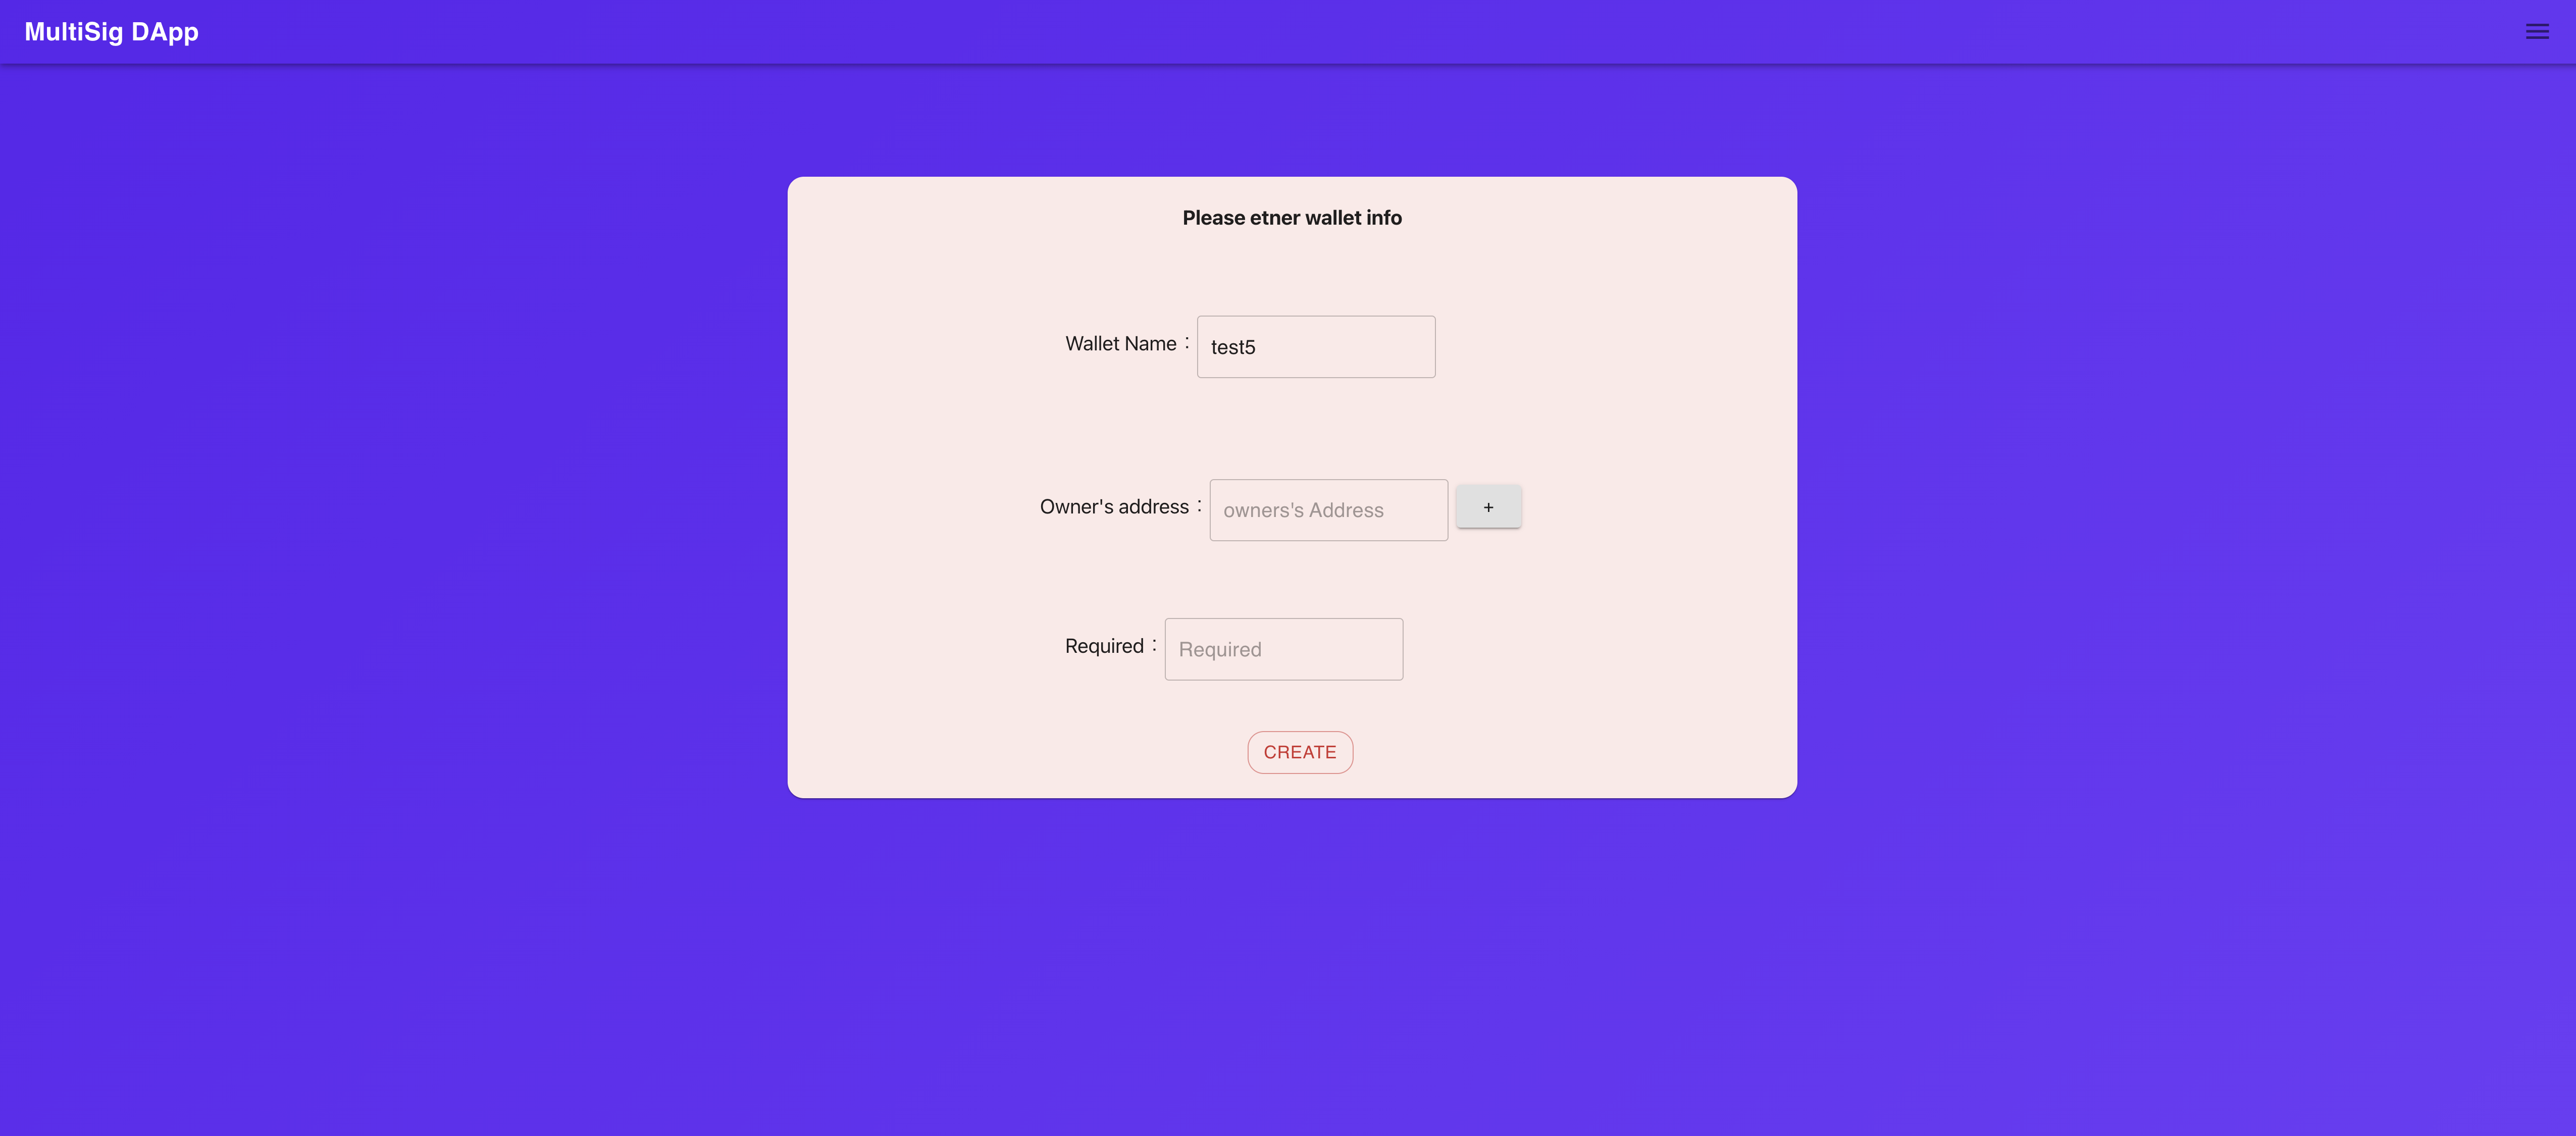 MultiSig DApp
Please etner wallet info
Wallet Name： test5
Owner's address： owners's Address +
Required： Required
CREATE